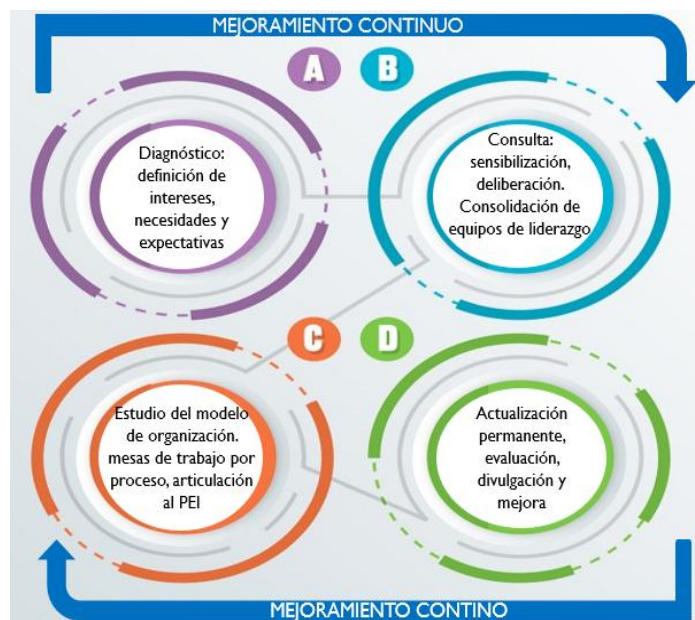 MEJORAMIENTO CONTINUO
A
B
Diagnóstico:
definición de
intereses,
necesidades y
expectativas
Consulta:
sensibilización,
deliberación.
Consolidación de
equipos de liderazgo
C
D
Estudio del modelo
de organización.
mesas de trabajo por
proceso, articulación
al PEI
Actualización
permanente,
evaluación,
divulgación y
mejora
MEJORAMIENTO CONTINO